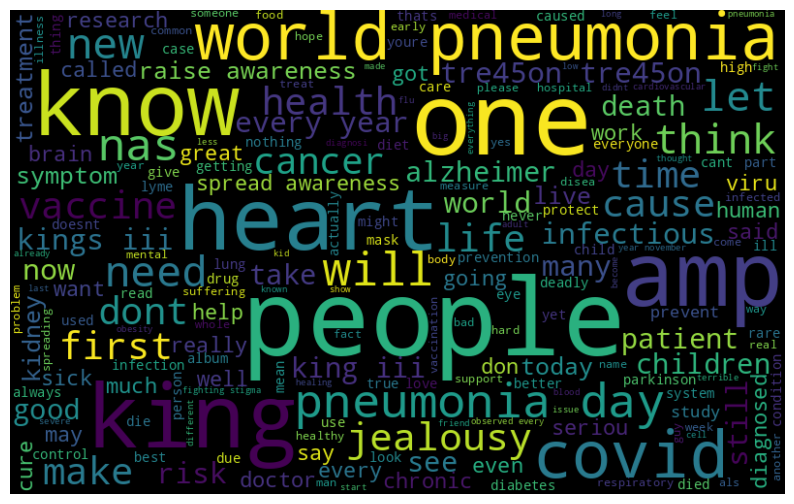 research someone food thats medical caused early feel long pneumonia
infectious
new called case hope youre world pneumonia
treatment illness thing common raise awareness got tre45on tre45on high fight
know health care please hospital low cardiovascular let
made treat flu every year one death
nas nothing big diagnosi diet yes didnt everyone work think
brain great less cancer alzheimer day cant part
symptom year give getting spread awareness measure disea time viru
lyme world live never protect cause infected
vaccine doesnt heart actually might life infectious human adult
kings iii mask child said ill
already mental kid lung prevention come year november
now need drug take will body going many deadly amp
want suffering eye prevent become way
problem last read known show fact bad yet rare
kidney used dont help vaccination hard patient real
spreading obesity whole people
first really album king iii don today children
infection mean true love name parkinson terrible
sick person well support better system
always much fighting stigma healing pneumonia day blood issue study still diagnosed another condition
good die king use friend observed every week
may different healthy jealousy seriou guy cell
severe control say look see even covid
cure make best due risk every man chronic respiratory died als
doctor start diabetes